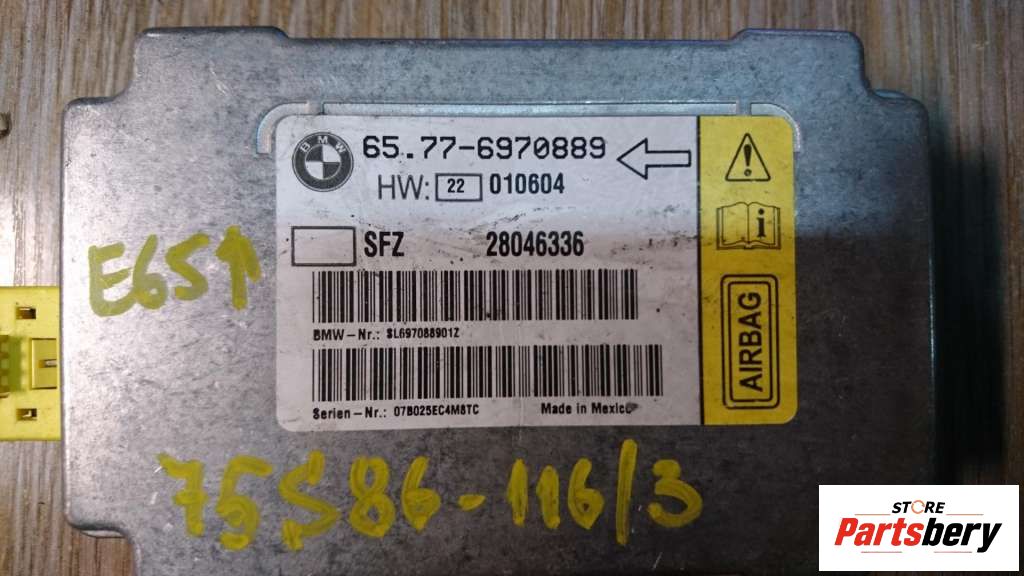 BMW
65.77-6970889
HW: 22 010604
SFZ 28046336
BMW-Nr.: SL697088901Z
Serien-Nr.: 07B025EC4M8TC Made in Mexico
AIRBAG
E65↑
75S86-116/3
STORE
Partsbery